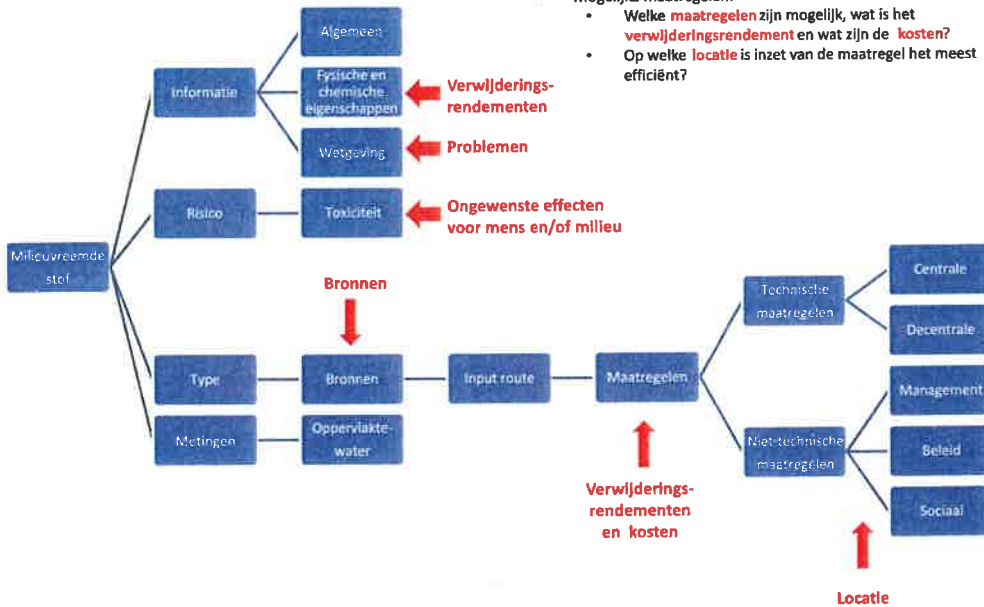 Mogelijke maatregelen:
• Welke maatregelen zijn mogelijk, wat is het
verwijderingsrendement en wat zijn de kosten?
• Op welke locatie is inzet van de maatregel het meest
efficiënt?
Algemeen
Informatie
Fysische en
chemische
eigenschappen
Verwijderings-
rendementen
Wetgeving
Problemen
Risico
Toxiciteit
Ongewenste effecten
voor mens en/of milieu
Milieuvreemde
stof
Bronnen
Type
Bronnen
Input route
Maatregelen
Technische
maatregelen
Centrale
Decentrale
Metingen
Oppervlakte-
water
Niet-technische
maatregelen
Management
Beleid
Sociaal
Verwijderings-
rendementen
en kosten
Locatie